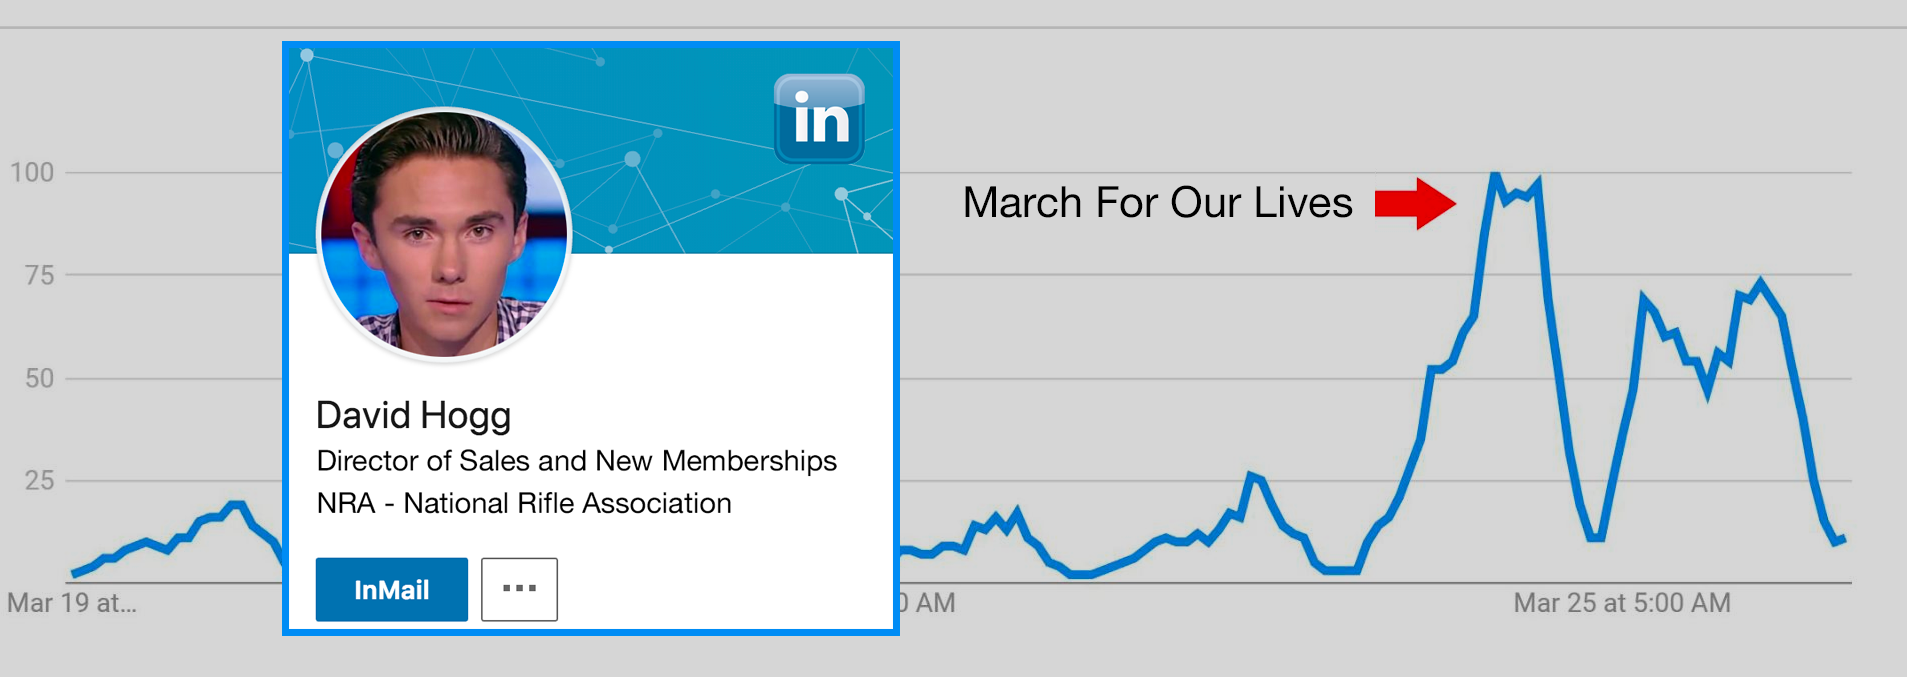 in
100
75
50
25
March For Our Lives
David Hogg
Director of Sales and New Memberships
NRA - National Rifle Association
InMail
...
Mar 19 at...
0 AM
Mar 25 at 5:00 AM